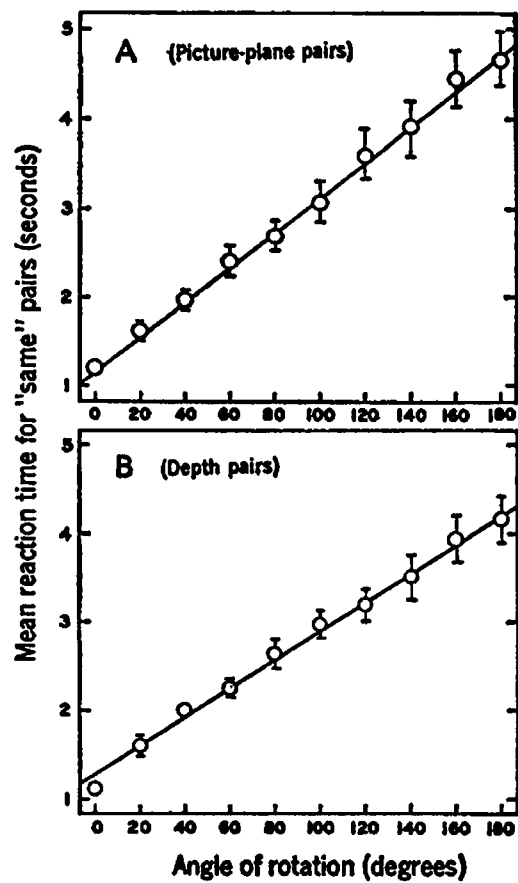 Mean reaction time for "same" pairs (seconds)
A (Picture-plane pairs)
5
4
3
2
1
0 20 40 60 80 100 120 140 160 180
B (Depth pairs)
5
4
3
2
1
0 20 40 60 80 100 120 140 160 180
Angle of rotation (degrees)